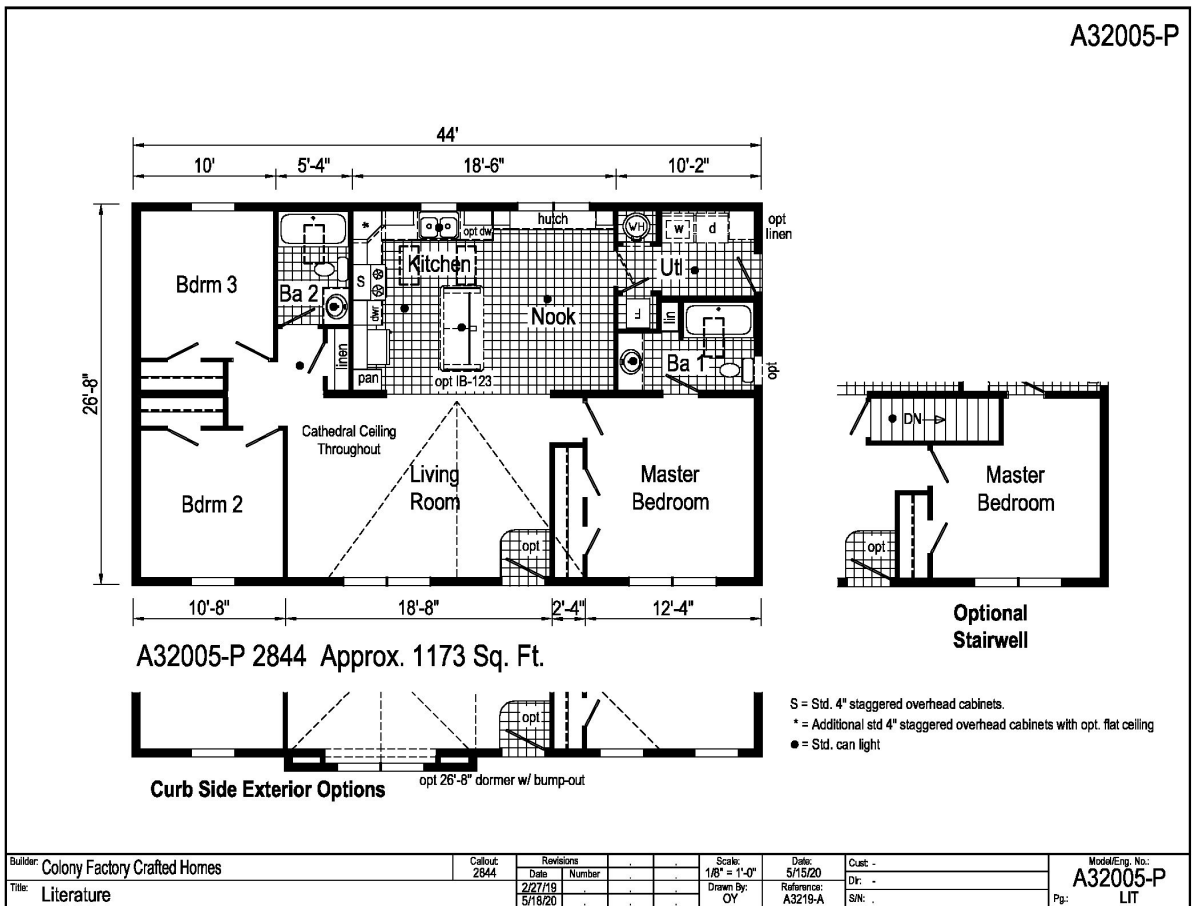 A32005-P
44'
10'
5'-4"
18'-6"
10'-2"
hutch
opt
linen
WH
w
d
*
opt dw
Kitchen
Utl
Bdrm 3
S
Ba 2
dwr
Nook
lin
linen
Ba 1
opt
pan
opt IB-123
26'-8"
Cathedral Ceiling
Throughout
DN
Living
Room
Master
Bedroom
Master
Bedroom
Bdrm 2
opt
opt
10'-8"
18'-8"
2'-4"
12'-4"
Optional
Stairwell
A32005-P 2844 Approx. 1173 Sq. Ft.
opt
S = Std. 4" staggered overhead cabinets.
* = Additional std 4" staggered overhead cabinets with opt. flat ceiling
● = Std. can light
opt 26'-8" dormer w/ bump-out
Curb Side Exterior Options
Builder: Colony Factory Crafted Homes
Title: Literature
Callout:
2844
Revisions
Date Number
2/27/19
5/18/20
Scale:
1/8" = 1'-0"
Drawn By:
OY
Date:
5/15/20
Reference:
A3219-A
Cust: -
Dir: -
S/N: .
Model/Eng. No.:
A32005-P
Pg.: LIT